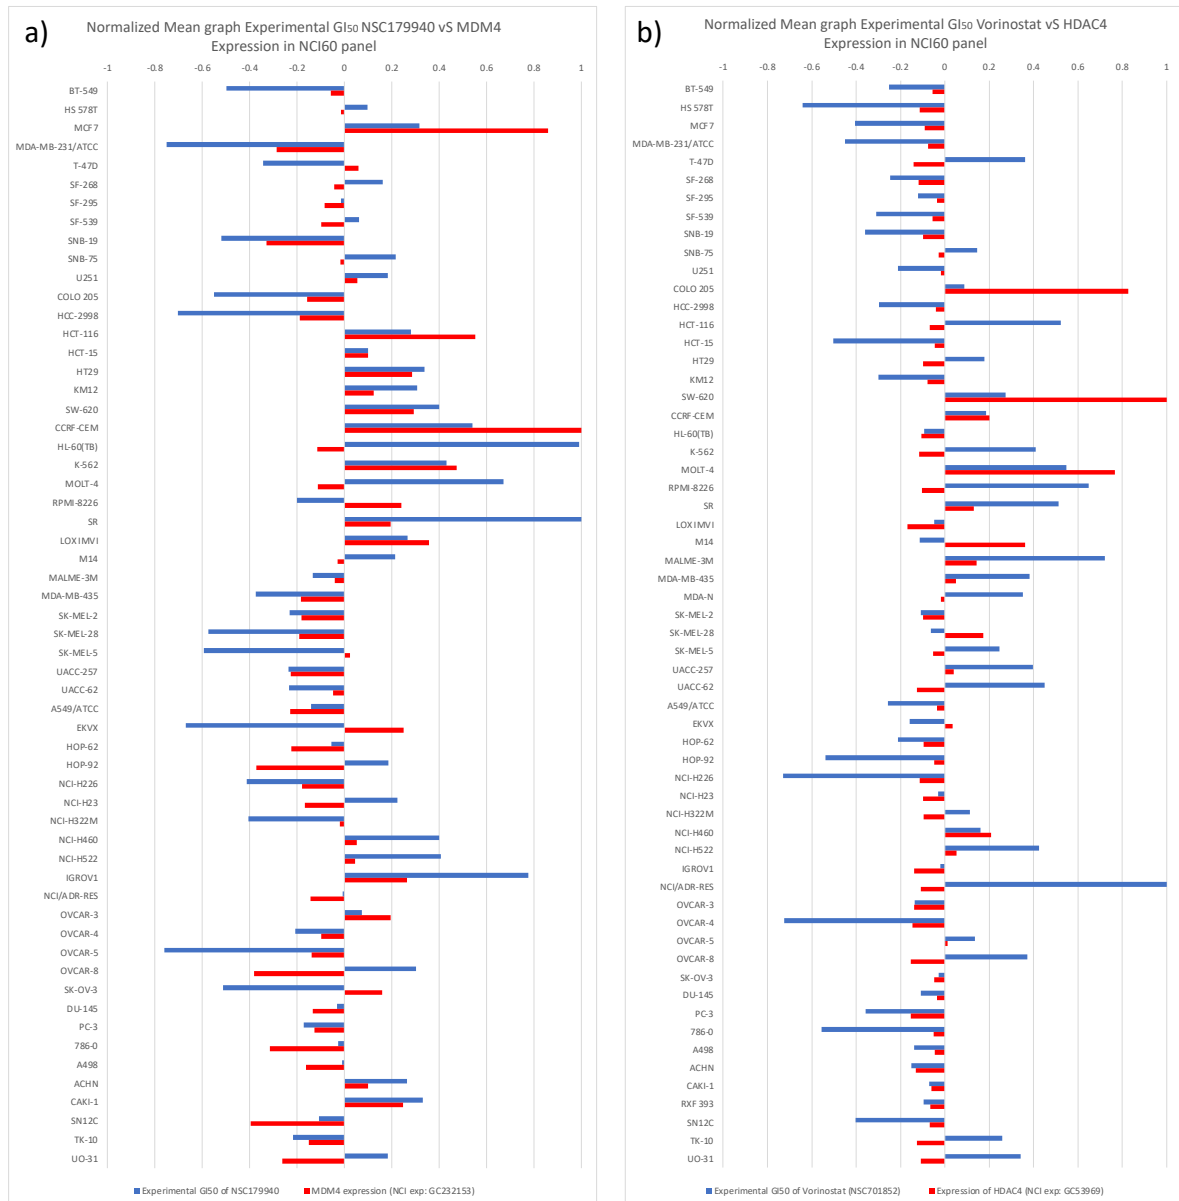 a)
Normalized Mean graph Experimental GI50 NSC179940 vS MDM4
Expression in NCI60 panel
-1 -0.8 -0.6 -0.4 -0.2 0 0.2 0.4 0.6 0.8 1
BT-549
HS 578T
MCF7
MDA-MB-231/ATCC
T-47D
SF-268
SF-295
SF-539
SNB-19
SNB-75
U251
COLO 205
HCC-2998
HCT-116
HCT-15
HT29
KM12
SW-620
CCRF-CEM
HL-60(TB)
K-562
MOLT-4
RPMI-8226
SR
LOX IMVI
M14
MALME-3M
MDA-MB-435
SK-MEL-2
SK-MEL-28
SK-MEL-5
UACC-257
UACC-62
A549/ATCC
EKVX
HOP-62
HOP-92
NCI-H226
NCI-H23
NCI-H322M
NCI-H460
NCI-H522
IGROV1
NCI/ADR-RES
OVCAR-3
OVCAR-4
OVCAR-5
OVCAR-8
SK-OV-3
DU-145
PC-3
786-0
A498
ACHN
CAKI-1
SN12C
TK-10
UO-31
Experimental GI50 of NSC179940 MDM4 expression (NCI exp: GC232153)
b)
Normalized Mean graph Experimental GI50 Vorinostat vS HDAC4
Expression in NCI60 panel
-1 -0.8 -0.6 -0.4 -0.2 0 0.2 0.4 0.6 0.8 1
BT-549
HS 578T
MCF7
MDA-MB-231/ATCC
T-47D
SF-268
SF-295
SF-539
SNB-19
SNB-75
U251
COLO 205
HCC-2998
HCT-116
HCT-15
HT29
KM12
SW-620
CCRF-CEM
HL-60(TB)
K-562
MOLT-4
RPMI-8226
SR
LOX IMVI
M14
MALME-3M
MDA-MB-435
MDA-N
SK-MEL-2
SK-MEL-28
SK-MEL-5
UACC-257
UACC-62
A549/ATCC
EKVX
HOP-62
HOP-92
NCI-H226
NCI-H23
NCI-H322M
NCI-H460
NCI-H522
IGROV1
NCI/ADR-RES
OVCAR-3
OVCAR-4
OVCAR-5
OVCAR-8
SK-OV-3
DU-145
PC-3
786-0
A498
ACHN
CAKI-1
RXF 393
SN12C
TK-10
UO-31
Experimental GI50 of Vorinostat (NSC701852) Expression of HDAC4 (NCI exp: GC53969)